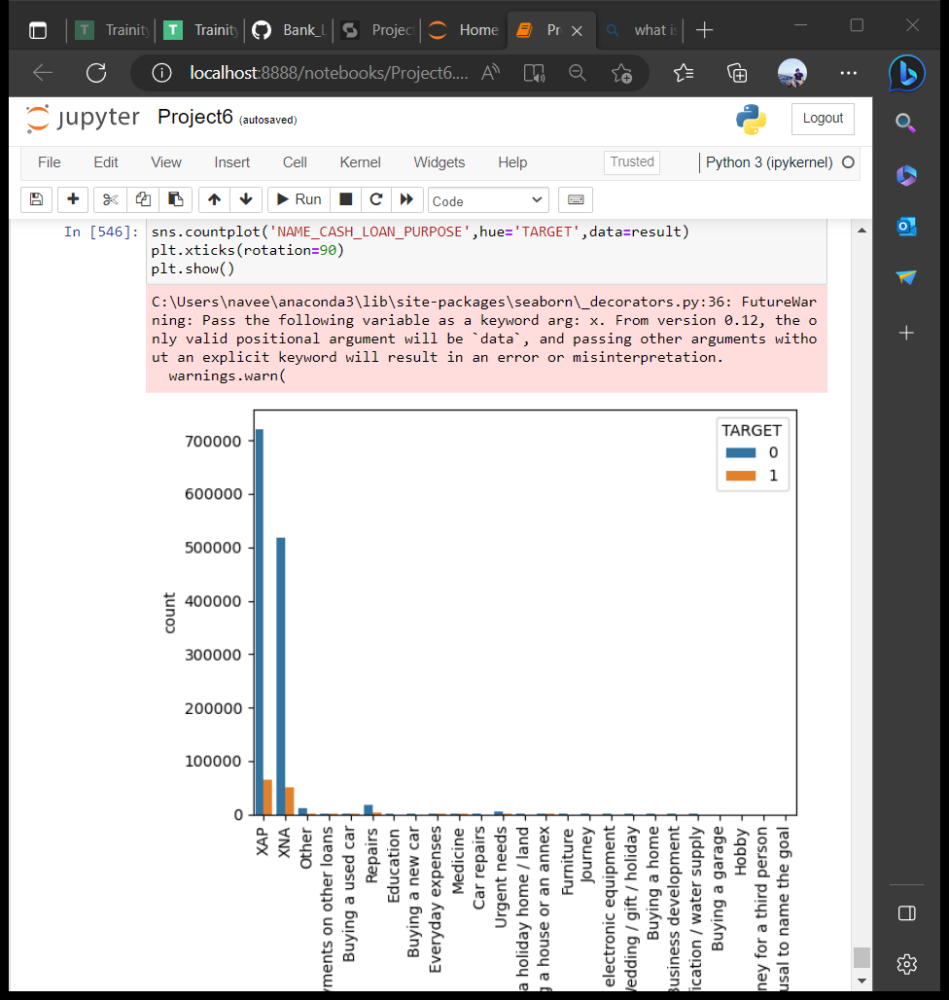 Trainity
Trainity
Bank_L
Project
Home
Pr
what is
localhost:8888/notebooks/Project6....
jupyter Project6 (autosaved)
Logout
File Edit View Insert Cell Kernel Widgets Help
Trusted
Python 3 (ipykernel)
Run
Code
In [546]: sns.countplot('NAME_CASH_LOAN_PURPOSE',hue='TARGET',data=result)
plt.xticks(rotation=90)
plt.show()
C:\Users\navee\anaconda3\lib\site-packages\seaborn\_decorators.py:36: FutureWar
ning: Pass the following variable as a keyword arg: x. From version 0.12, the o
nly valid positional argument will be `data`, and passing other arguments witho
ut an explicit keyword will result in an error or misinterpretation.
warnings.warn(
TARGET
0
1
700000
600000
500000
400000
300000
200000
100000
0
count
XAP
XNA
Other
yments on other loans
Buying a used car
Repairs
Education
Buying a new car
Everyday expenses
Medicine
Car repairs
Urgent needs
a holiday home / land
g a house or an annex
Furniture
Journey
electronic equipment
Wedding / gift / holiday
Buying a home
Business development
fication / water supply
Buying a garage
Hobby
ney for a third person
usal to name the goal